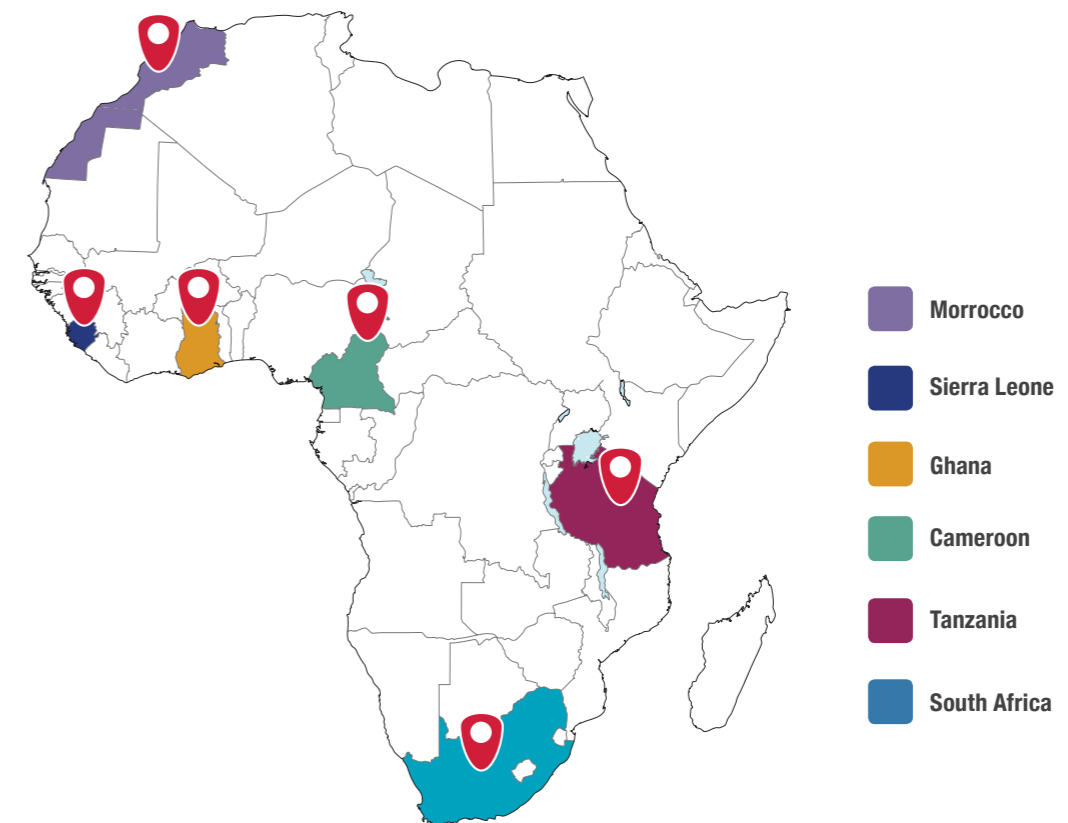 Morrocco
Sierra Leone
Ghana
Cameroon
Tanzania
South Africa